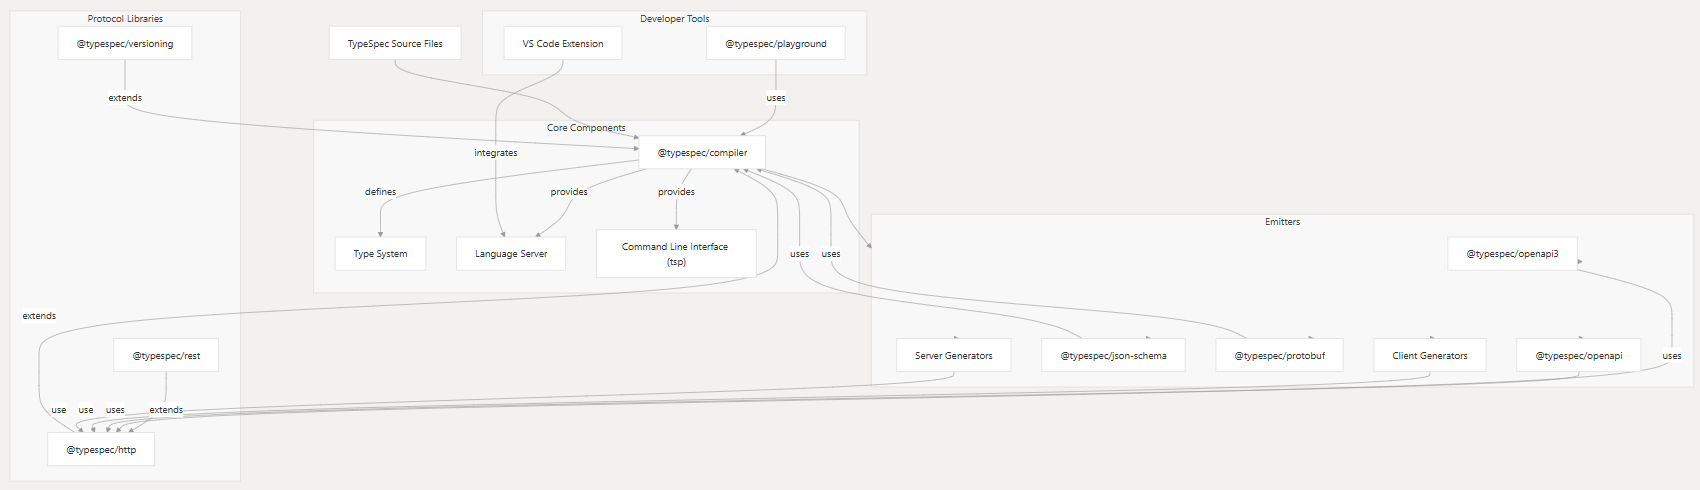 Protocol Libraries
Developer Tools
@typespec/versioning
TypeSpec Source Files
VS Code Extension
@typespec/playground
extends
uses
Core Components
integrates
@typespec/compiler
defines
provides
provides
Emitters
Type System
Language Server
Command Line Interface
(tsp)
uses
uses
@typespec/openapi3
extends
@typespec/rest
Server Generators
@typespec/json-schema
@typespec/protobuf
Client Generators
@typespec/openapi
uses
use
use
uses
extends
@typespec/http